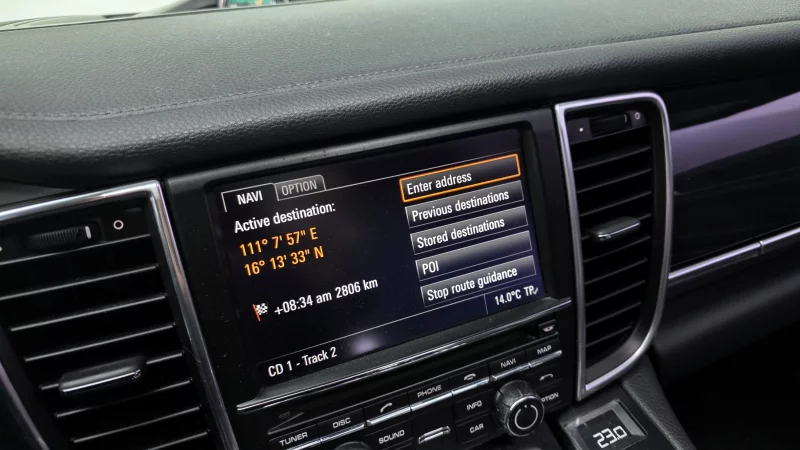 NAVI OPTION
Active destination:
111° 7' 57" E
16° 13' 33" N
+08:34 am 2806 km
Enter address
Previous destinations
Stored destinations
POI
Stop route guidance
14.0°C TP
CD 1 - Track 2
TUNER DISC PHONE NAVI MAP
SOUND INFO CAR OPTION
23.0